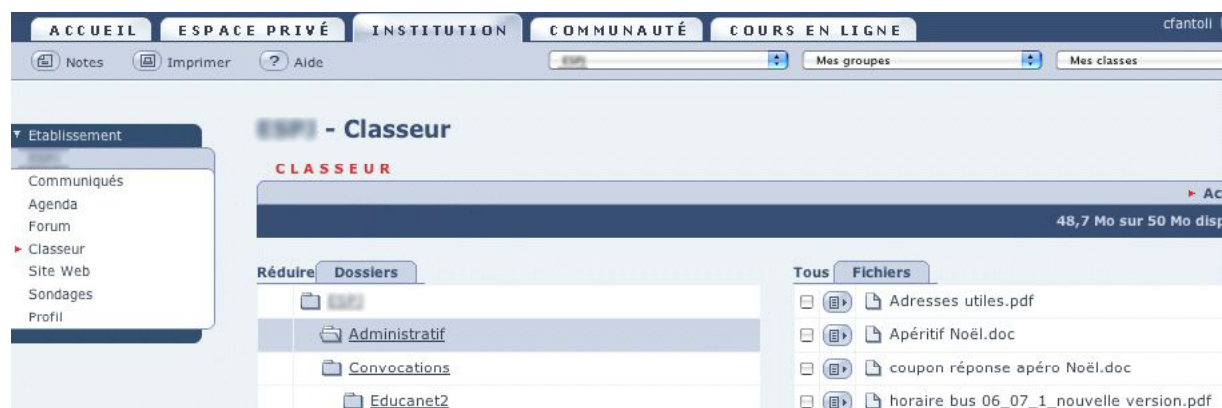 ACCUEIL ESPACE PRIVÉ INSTITUTION COMMUNAUTÉ COURS EN LIGNE cfantoli
Notes Imprimer ? Aide Mes groupes Mes classes
Etablissement
Communiqués
Agenda
Forum
Classeur
Site Web
Sondages
Profil
- Classeur
CLASSEUR
Ac
48,7 Mo sur 50 Mo disp
Réduire Dossiers
Administratif
Convocations
Educanet2
Tous Fichiers
Adresses utiles.pdf
Apéritif Noël.doc
coupon réponse apéro Noël.doc
horaire bus 06_07_1_nouvelle version.pdf